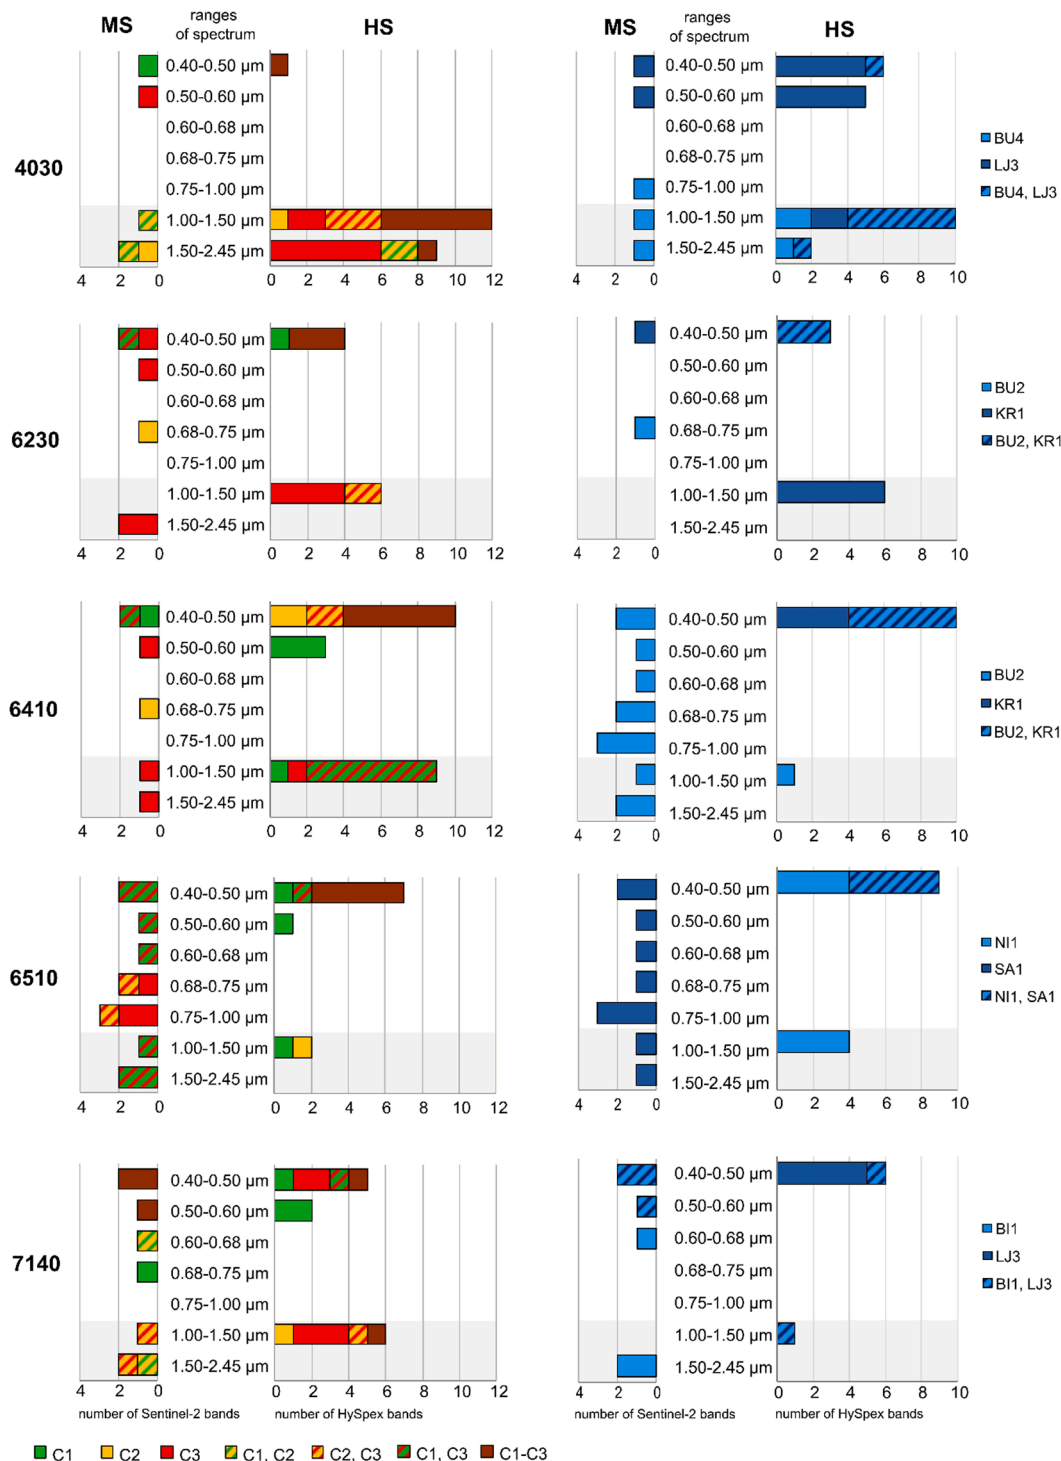 MS
ranges
of spectrum
HS
MS
ranges
of spectrum
HS
4030
0.40-0.50 µm
0.50-0.60 µm
0.60-0.68 µm
0.68-0.75 µm
0.75-1.00 µm
1.00-1.50 µm
1.50-2.45 µm
4 2 0
0 2 4 6 8 10 12
0.40-0.50 µm
0.50-0.60 µm
0.60-0.68 µm
0.68-0.75 µm
0.75-1.00 µm
1.00-1.50 µm
1.50-2.45 µm
4 2 0
0 2 4 6 8 10
BU4
LJ3
BU4, LJ3
6230
0.40-0.50 µm
0.50-0.60 µm
0.60-0.68 µm
0.68-0.75 µm
0.75-1.00 µm
1.00-1.50 µm
1.50-2.45 µm
4 2 0
0 2 4 6 8 10 12
0.40-0.50 µm
0.50-0.60 µm
0.60-0.68 µm
0.68-0.75 µm
0.75-1.00 µm
1.00-1.50 µm
1.50-2.45 µm
4 2 0
0 2 4 6 8 10
BU2
KR1
BU2, KR1
6410
0.40-0.50 µm
0.50-0.60 µm
0.60-0.68 µm
0.68-0.75 µm
0.75-1.00 µm
1.00-1.50 µm
1.50-2.45 µm
4 2 0
0 2 4 6 8 10 12
0.40-0.50 µm
0.50-0.60 µm
0.60-0.68 µm
0.68-0.75 µm
0.75-1.00 µm
1.00-1.50 µm
1.50-2.45 µm
4 2 0
0 2 4 6 8 10
BU2
KR1
BU2, KR1
6510
0.40-0.50 µm
0.50-0.60 µm
0.60-0.68 µm
0.68-0.75 µm
0.75-1.00 µm
1.00-1.50 µm
1.50-2.45 µm
4 2 0
0 2 4 6 8 10 12
0.40-0.50 µm
0.50-0.60 µm
0.60-0.68 µm
0.68-0.75 µm
0.75-1.00 µm
1.00-1.50 µm
1.50-2.45 µm
4 2 0
0 2 4 6 8 10
NI1
SA1
NI1, SA1
7140
0.40-0.50 µm
0.50-0.60 µm
0.60-0.68 µm
0.68-0.75 µm
0.75-1.00 µm
1.00-1.50 µm
1.50-2.45 µm
4 2 0
0 2 4 6 8 10 12
number of Sentinel-2 bands
number of HySpex bands
0.40-0.50 µm
0.50-0.60 µm
0.60-0.68 µm
0.68-0.75 µm
0.75-1.00 µm
1.00-1.50 µm
1.50-2.45 µm
4 2 0
0 2 4 6 8 10
number of Sentinel-2 bands
number of HySpex bands
BI1
LJ3
BI1, LJ3
C1 C2 C3 C1, C2 C2, C3 C1, C3 C1-C3